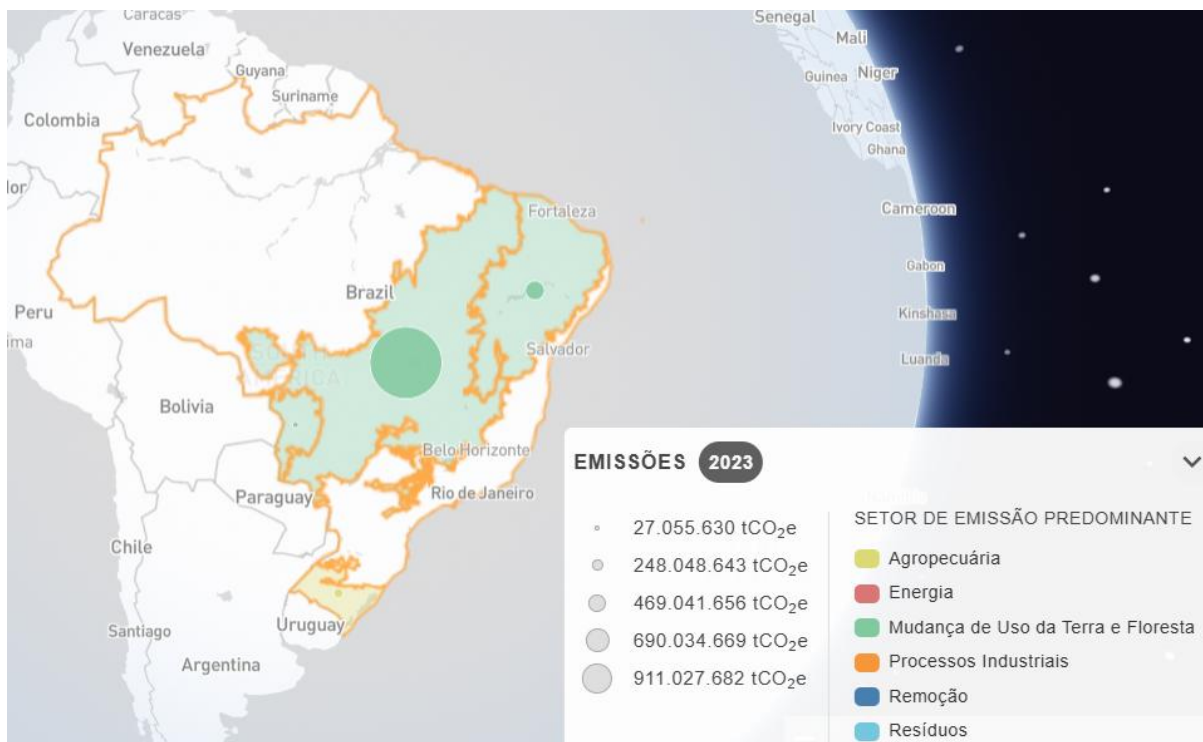 Caracas
Venezuela
Guyana
Suriname
Colombia
Senegal
Mali
Guinea
Niger
Ivory Coast
Ghana
Fortaleza
Cameroon
Gabon
Brazil
Peru
Kinshasa
Salvador
Luanda
SOUTH
AMERICA
Bolivia
Belo Horizonte
Rio de Janeiro
Paraguay
Chile
Uruguay
Santiago
Argentina
EMISSÕES 2023
27.055.630 tCO₂e
248.048.643 tCO₂e
469.041.656 tCO₂e
690.034.669 tCO₂e
911.027.682 tCO₂e
SETOR DE EMISSÃO PREDOMINANTE
Agropecuária
Energia
Mudança de Uso da Terra e Floresta
Processos Industriais
Remoção
Resíduos